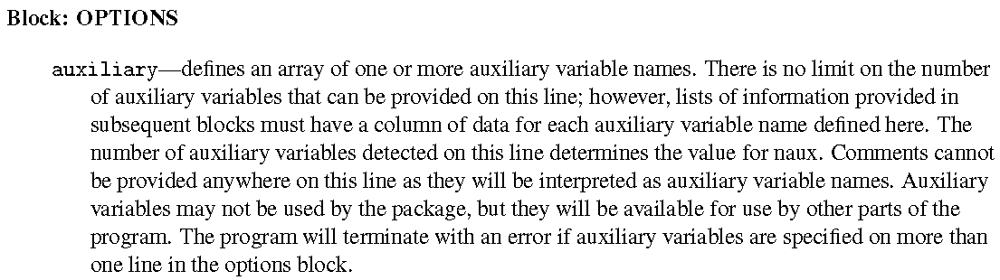 Block: OPTIONS
auxiliary—defines an array of one or more auxiliary variable names. There is no limit on the number
of auxiliary variables that can be provided on this line; however, lists of information provided in
subsequent blocks must have a column of data for each auxiliary variable name defined here. The
number of auxiliary variables detected on this line determines the value for naux. Comments cannot
be provided anywhere on this line as they will be interpreted as auxiliary variable names. Auxiliary
variables may not be used by the package, but they will be available for use by other parts of the
program. The program will terminate with an error if auxiliary variables are specified on more than
one line in the options block.